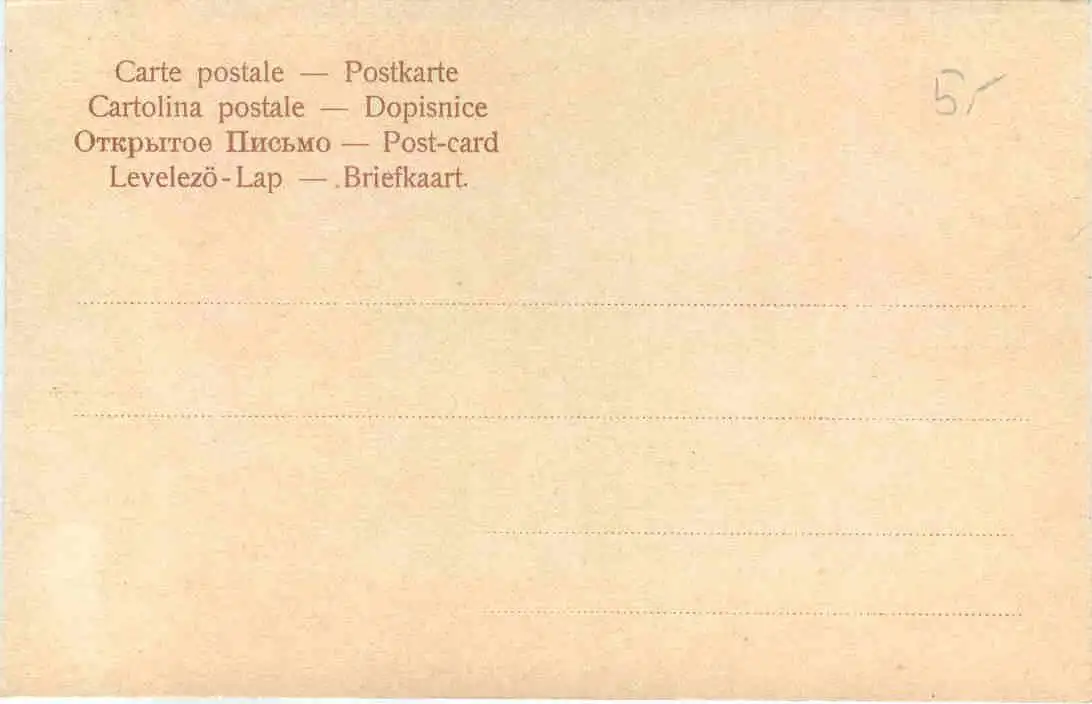 Carte postale — Postkarte
Cartolina postale — Dopisnice
Открытое Письмо — Post-card
Levelezö-Lap — Briefkaart.
5/-